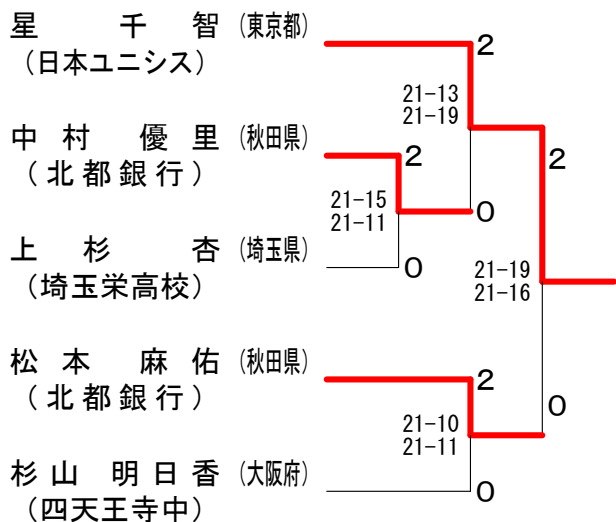 星 千智 (東京都)
(日本ユニシス)
2
21-13
21-19
中村 優里 (秋田県)
(北都銀行)
2
2
21-15
21-11
0
上杉 杏 (埼玉県)
(埼玉栄高校)
0
21-19
21-16
松本 麻佑 (秋田県)
(北都銀行)
2
0
21-10
21-11
杉山 明日香 (大阪府)
(四天王寺中)
0